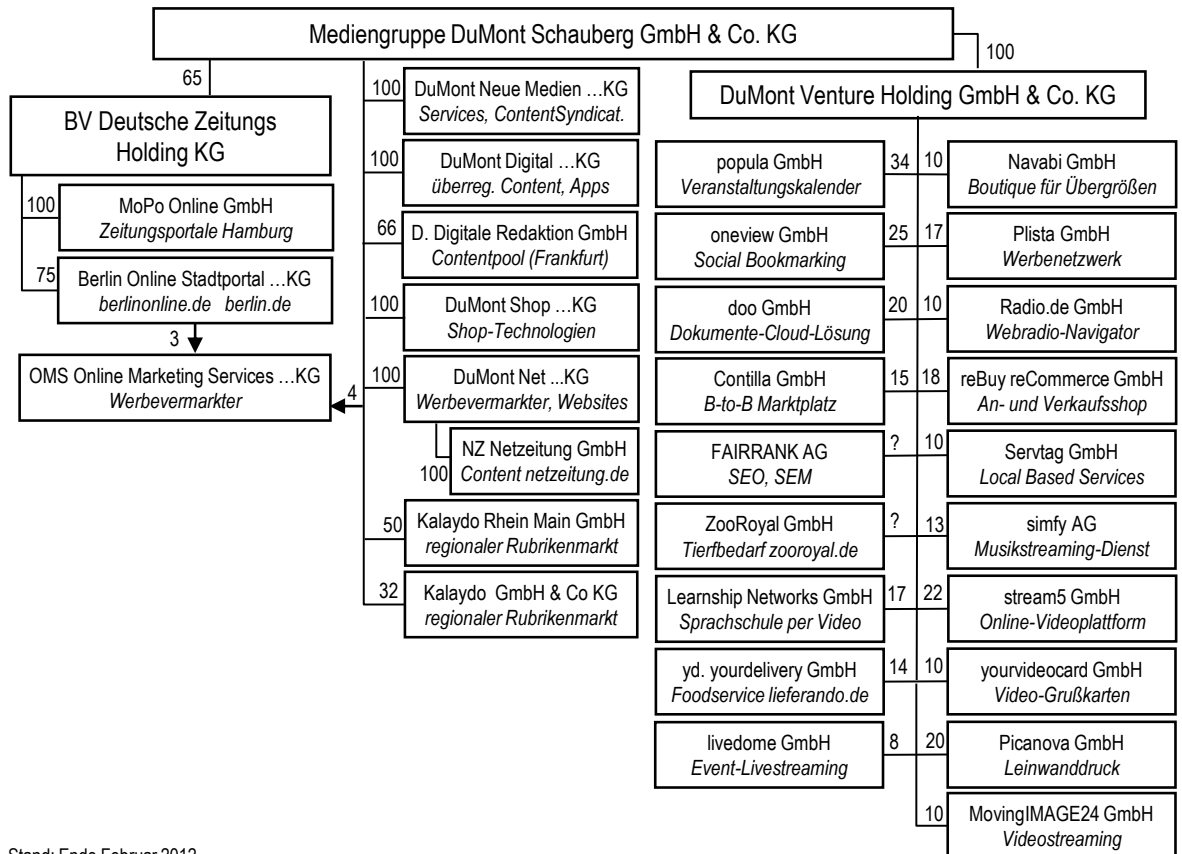 Mediengruppe DuMont Schauberg GmbH & Co. KG
65
100
BV Deutsche Zeitungs
Holding KG
100
MoPo Online GmbH
Zeitungsportale Hamburg
75
Berlin Online Stadtportal …KG
berlinonline.de berlin.de
3
OMS Online Marketing Services …KG
Werbevermarkter
4
100
DuMont Neue Medien …KG
Services, ContentSyndicat.
100
DuMont Digital …KG
überreg. Content, Apps
66
D. Digitale Redaktion GmbH
Contentpool (Frankfurt)
100
DuMont Shop …KG
Shop-Technologien
100
DuMont Net ...KG
Werbevermarkter, Websites
100
NZ Netzeitung GmbH
Content netzeitung.de
50
Kalaydo Rhein Main GmbH
regionaler Rubrikenmarkt
32
Kalaydo GmbH & Co KG
regionaler Rubrikenmarkt
DuMont Venture Holding GmbH & Co. KG
popula GmbH
Veranstaltungskalender
34
10
Navabi GmbH
Boutique für Übergrößen
oneview GmbH
Social Bookmarking
25
17
Plista GmbH
Werbenetzwerk
doo GmbH
Dokumente-Cloud-Lösung
20
10
Radio.de GmbH
Webradio-Navigator
Contilla GmbH
B-to-B Marktplatz
15
18
reBuy reCommerce GmbH
An- und Verkaufsshop
FAIRRANK AG
SEO, SEM
?
10
Servtag GmbH
Local Based Services
ZooRoyal GmbH
Tierfbedarf zooroyal.de
?
13
simfy AG
Musikstreaming-Dienst
Learnship Networks GmbH
Sprachschule per Video
17
22
stream5 GmbH
Online-Videoplattform
yd. yourdelivery GmbH
Foodservice lieferando.de
14
10
yourvideocard GmbH
Video-Grußkarten
livedome GmbH
Event-Livestreaming
8
20
Picanova GmbH
Leinwanddruck
10
MovingIMAGE24 GmbH
Videostreaming
Stand: Ende Februar 2012